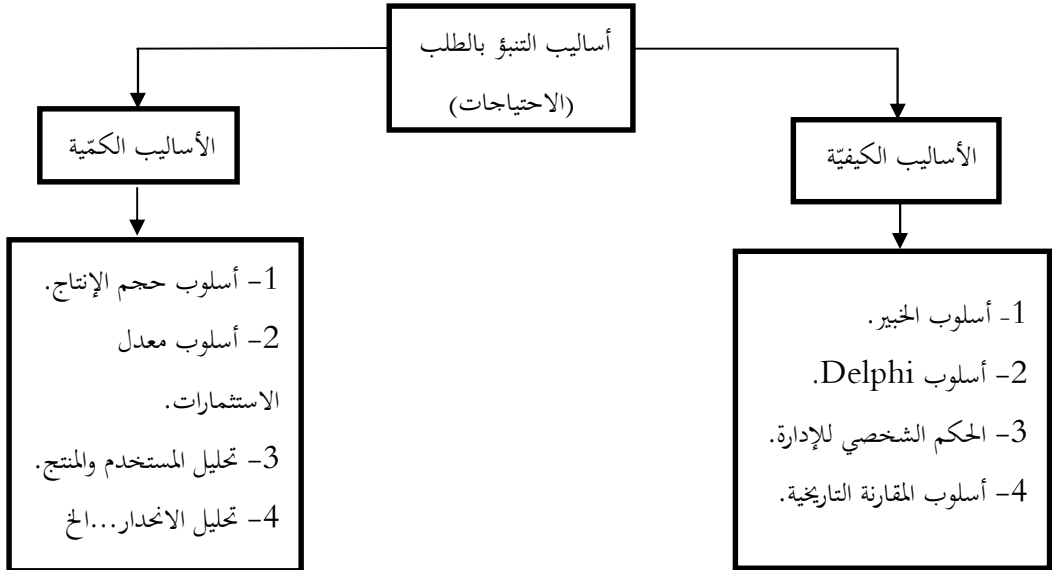 أساليب التنبؤ بالطلب
(الاحتياجات)
الأساليب الكيفيّة
الأساليب الكمّية
1- أسلوب الخبير.
2- أسلوب Delphi.
3- الحكم الشخصي للإدارة.
4- أسلوب المقارنة التاريخية.
1- أسلوب حجم الإنتاج.
2- أسلوب معدل
الاستثمارات.
3- تحليل المستخدم والمنتج.
4- تحليل الانحدار...الخ